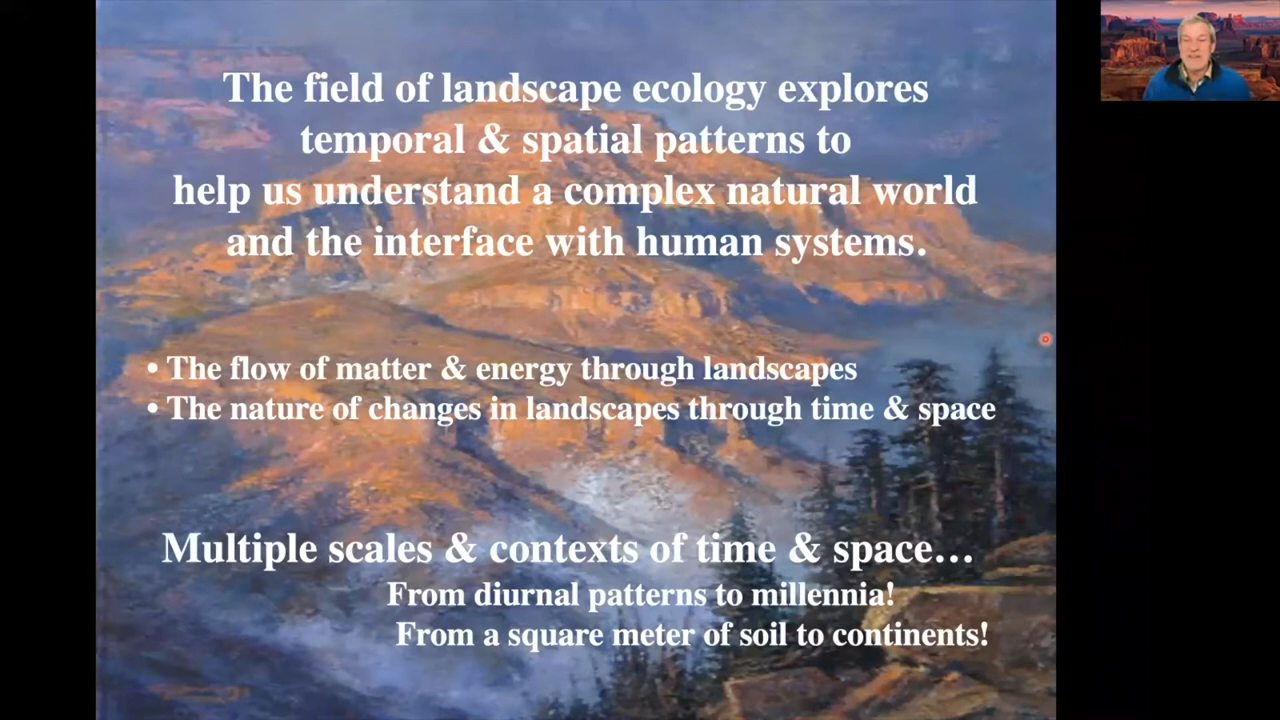 The field of landscape ecology explores
temporal & spatial patterns to
help us understand a complex natural world
and the interface with human systems.
• The flow of matter & energy through landscapes
• The nature of changes in landscapes through time & space
Multiple scales & contexts of time & space…
From diurnal patterns to millennia!
From a square meter of soil to continents!